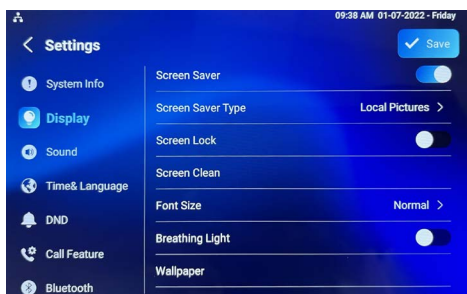 09:38 AM 01-07-2022 - Friday
Settings
Save
System Info
Display
Sound
Time& Language
DND
Call Feature
Bluetooth
Screen Saver
Screen Saver Type Local Pictures
Screen Lock
Screen Clean
Font Size Normal
Breathing Light
Wallpaper